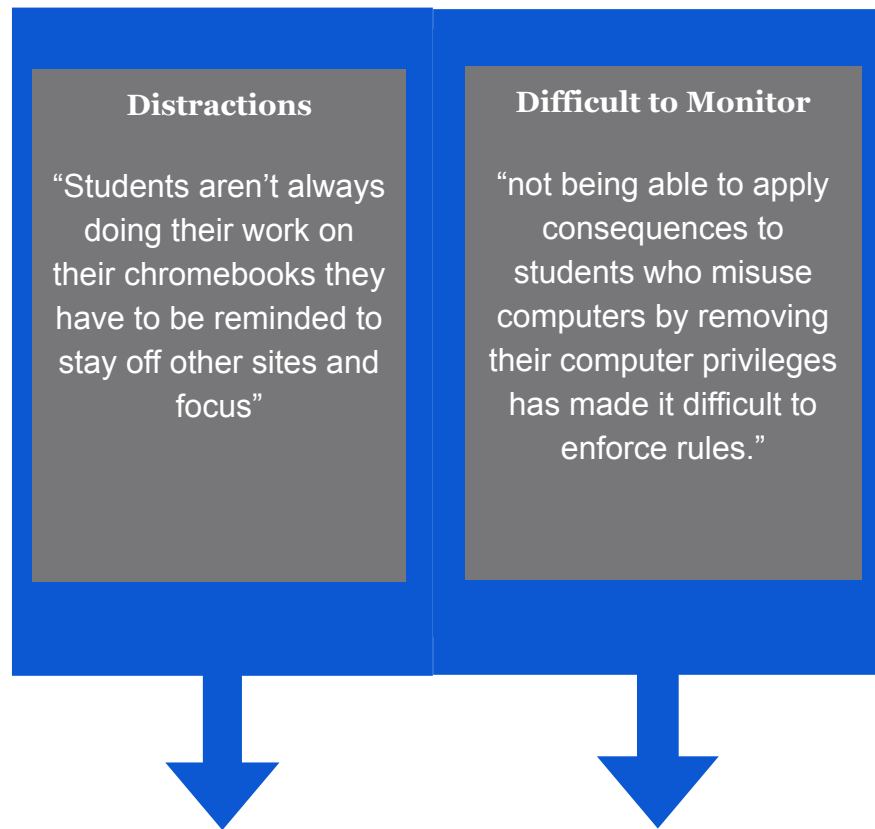 Distractions
“Students aren’t always
doing their work on
their chromebooks they
have to be reminded to
stay off other sites and
focus”
Difficult to Monitor
“not being able to apply
consequences to
students who misuse
computers by removing
their computer privileges
has made it difficult to
enforce rules.”